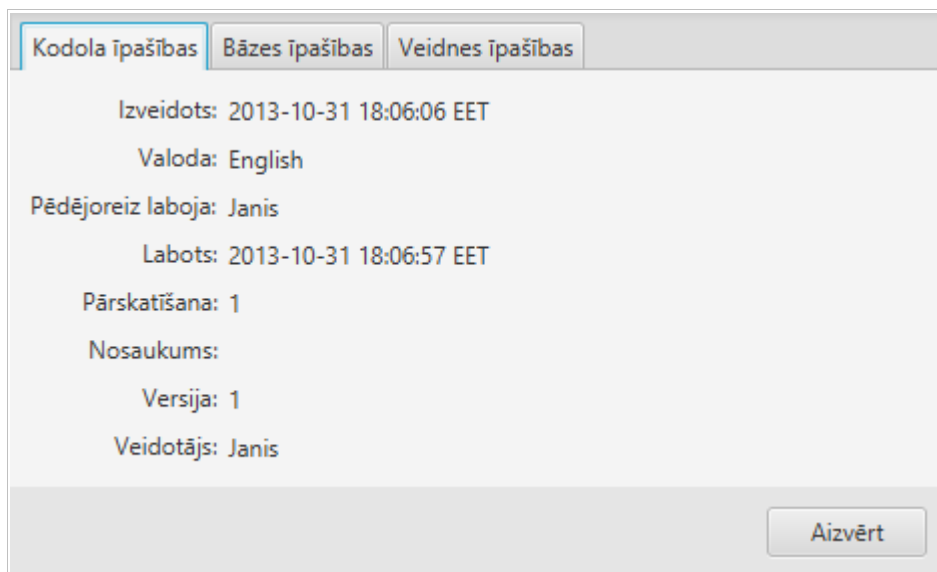 Kodola īpašības Bāzes īpašības Veidnes īpašības
Izveidots: 2013-10-31 18:06:06 EET
Valoda: English
Pēdējoreiz laboja: Janis
Labots: 2013-10-31 18:06:57 EET
Pārskatīšana: 1
Nosaukums:
Versija: 1
Veidotājs: Janis
Aizvērt